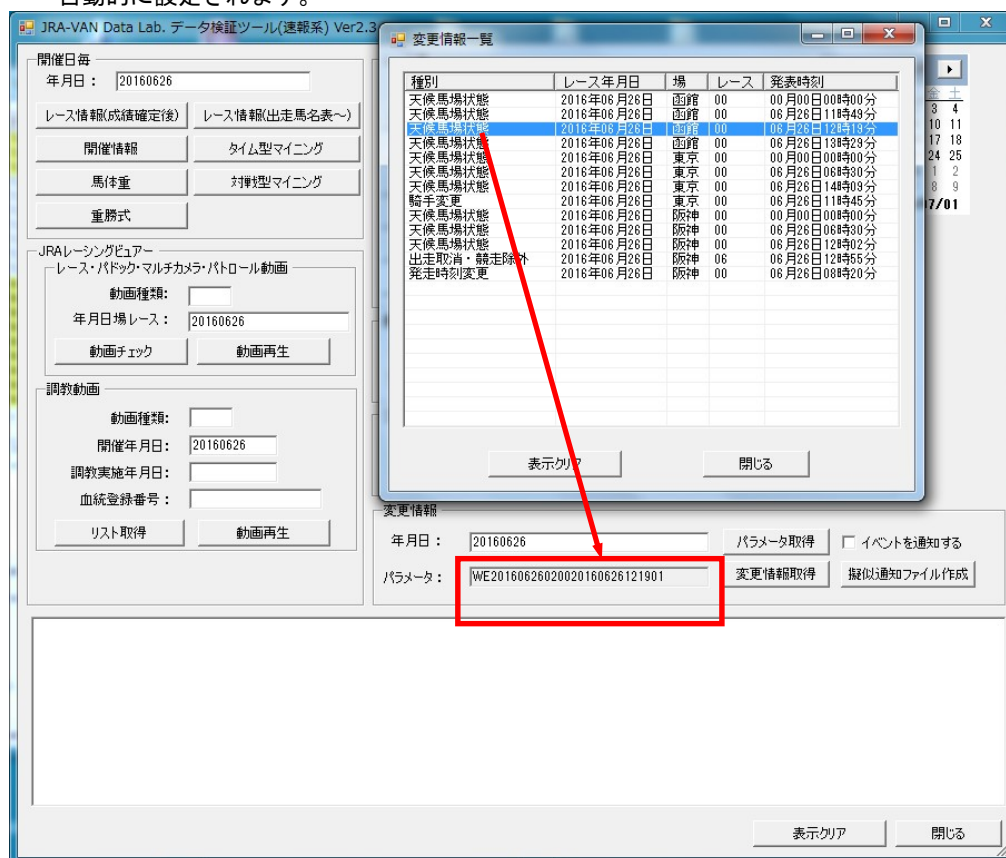 自動的に設定されます。
JRA-VAN Data Lab. データ検証ツール(速報系) Ver2.3
開催日毎
年月日： 20160626
レース情報(成績確定後) レース情報(出走馬名表～)
開催情報 タイム型マイニング
馬体重 対戦型マイニング
重勝式
JRAレーシングビュアー
レース・パドック・マルチカメラ・パトロール動画
動画種類:
年月日場レース： 20160626
動画チェック 動画再生
調教動画
動画種類:
開催年月日: 20160626
調教実施年月日:
血統登録番号：
リスト取得 動画再生
変更情報一覧
種別 レース年月日 場 レース 発表時刻
天候馬場状態 2016年06月26日 函館 00 00月00日00時00分
天候馬場状態 2016年06月26日 函館 00 06月26日11時49分
天候馬場状態 2016年06月26日 函館 00 06月26日12時19分
天候馬場状態 2016年06月26日 函館 00 06月26日13時29分
天候馬場状態 2016年06月26日 東京 00 00月00日00時00分
天候馬場状態 2016年06月26日 東京 00 06月26日06時30分
天候馬場状態 2016年06月26日 東京 00 06月26日14時09分
騎手変更 2016年06月26日 東京 00 06月26日11時45分
天候馬場状態 2016年06月26日 阪神 00 00月00日00時00分
天候馬場状態 2016年06月26日 阪神 00 06月26日06時30分
天候馬場状態 2016年06月26日 阪神 00 06月26日12時02分
出走取消・競走除外 2016年06月26日 阪神 06 06月26日12時55分
発走時刻変更 2016年06月26日 阪神 00 06月26日08時20分
表示クリア 閉じる
金 土
3 4
10 11
17 18
24 25
1 2
8 9
7/01
変更情報
年月日： 20160626 パラメータ取得 イベントを通知する
パラメータ： WE2016062602002016062612​1901 変更情報取得 擬似通知ファイル作成
表示クリア 閉じる